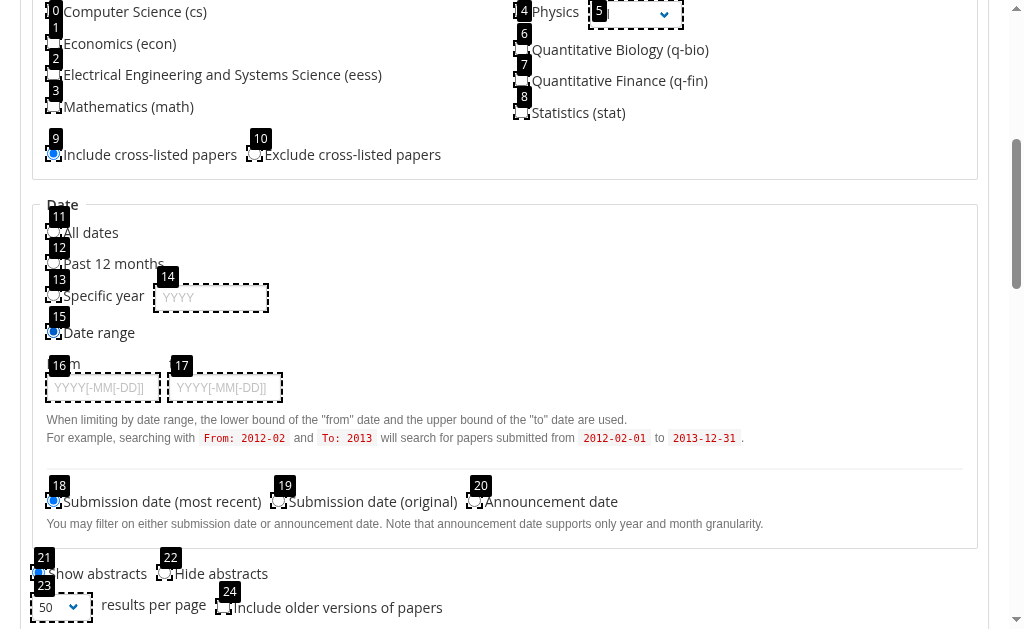 0 Computer Science (cs)
4 Physics 5
1 Economics (econ)
6 Quantitative Biology (q-bio)
2 Electrical Engineering and Systems Science (eess)
7 Quantitative Finance (q-fin)
3 Mathematics (math)
8 Statistics (stat)
9 Include cross-listed papers 10 Exclude cross-listed papers
Date
11 All dates
12 Past 12 months
13 Specific year 14 YYYY
15 Date range
16 17
YYYY[-MM[-DD]] YYYY[-MM[-DD]]
When limiting by date range, the lower bound of the "from" date and the upper bound of the "to" date are used.
For example, searching with From: 2012-02 and To: 2013 will search for papers submitted from 2012-02-01 to 2013-12-31 .
18 Submission date (most recent) 19 Submission date (original) 20 Announcement date
You may filter on either submission date or announcement date. Note that announcement date supports only year and month granularity.
21 Show abstracts 22 Hide abstracts
23 50 results per page 24 Include older versions of papers